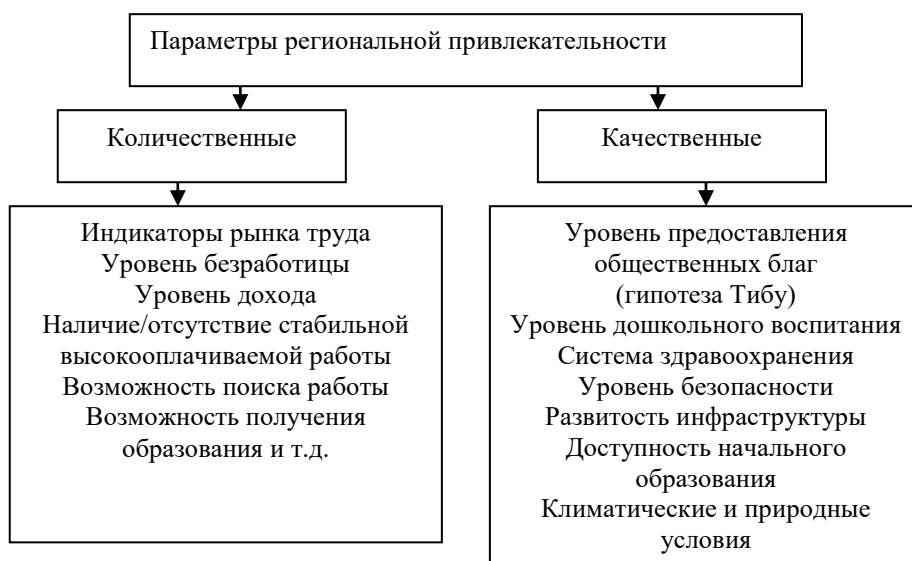 Параметры региональной привлекательности
Количественные
Качественные
Индикаторы рынка труда
Уровень безработицы
Уровень дохода
Наличие/отсутствие стабильной
высокооплачиваемой работы
Возможность поиска работы
Возможность получения
образования и т.д.
Уровень предоставления
общественных благ
(гипотеза Тибу)
Уровень дошкольного воспитания
Система здравоохранения
Уровень безопасности
Развитость инфраструктуры
Доступность начального
образования
Климатические и природные
условия